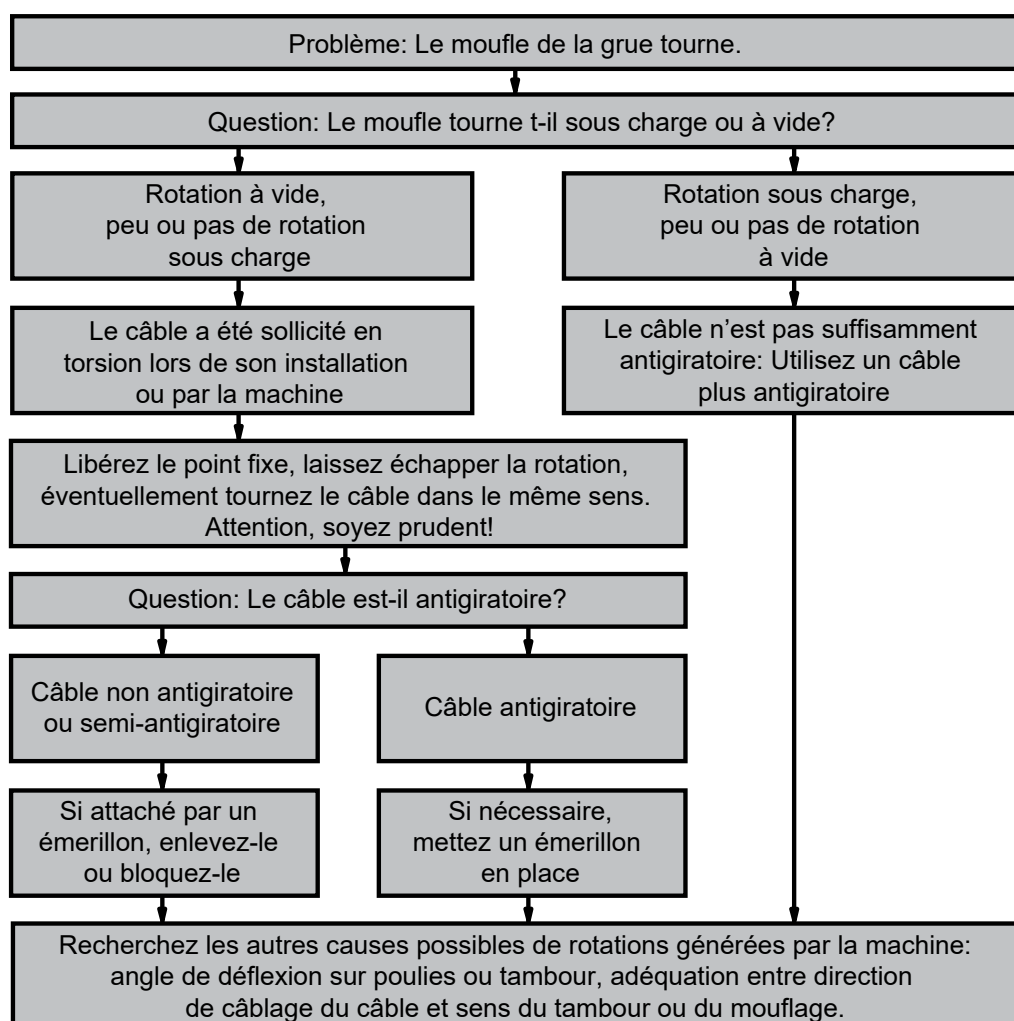 Problème: Le moufle de la grue tourne.
Question: Le moufle tourne t-il sous charge ou à vide?
Rotation à vide,
peu ou pas de rotation
sous charge
Rotation sous charge,
peu ou pas de rotation
à vide
Le câble a été sollicité en
torsion lors de son installation
ou par la machine
Le câble n’est pas suffisamment
antigiratoire: Utilisez un câble
plus antigiratoire
Libérez le point fixe, laissez échapper la rotation,
éventuellement tournez le câble dans le même sens.
Attention, soyez prudent!
Question: Le câble est-il antigiratoire?
Câble non antigiratoire
ou semi-antigiratoire
Câble antigiratoire
Si attaché par un
émerillon, enlevez-le
ou bloquez-le
Si nécessaire,
mettez un émerillon
en place
Recherchez les autres causes possibles de rotations générées par la machine:
angle de déflexion sur poulies ou tambour, adéquation entre direction
de câblage du câble et sens du tambour ou du mouflage.